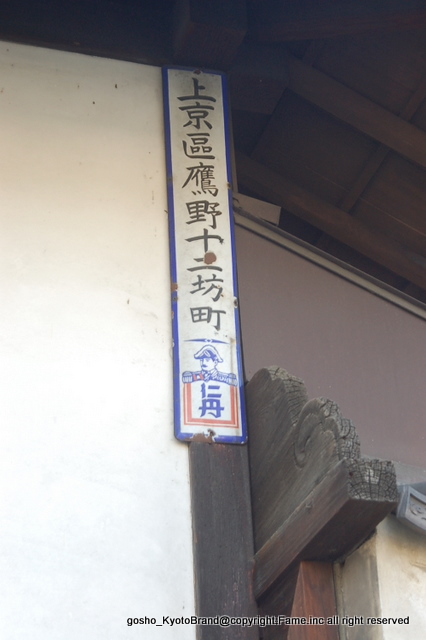 上京區鷹野十二坊町
仁丹
gosho_KyotoBrand@copyright.Fame.inc all right reserved